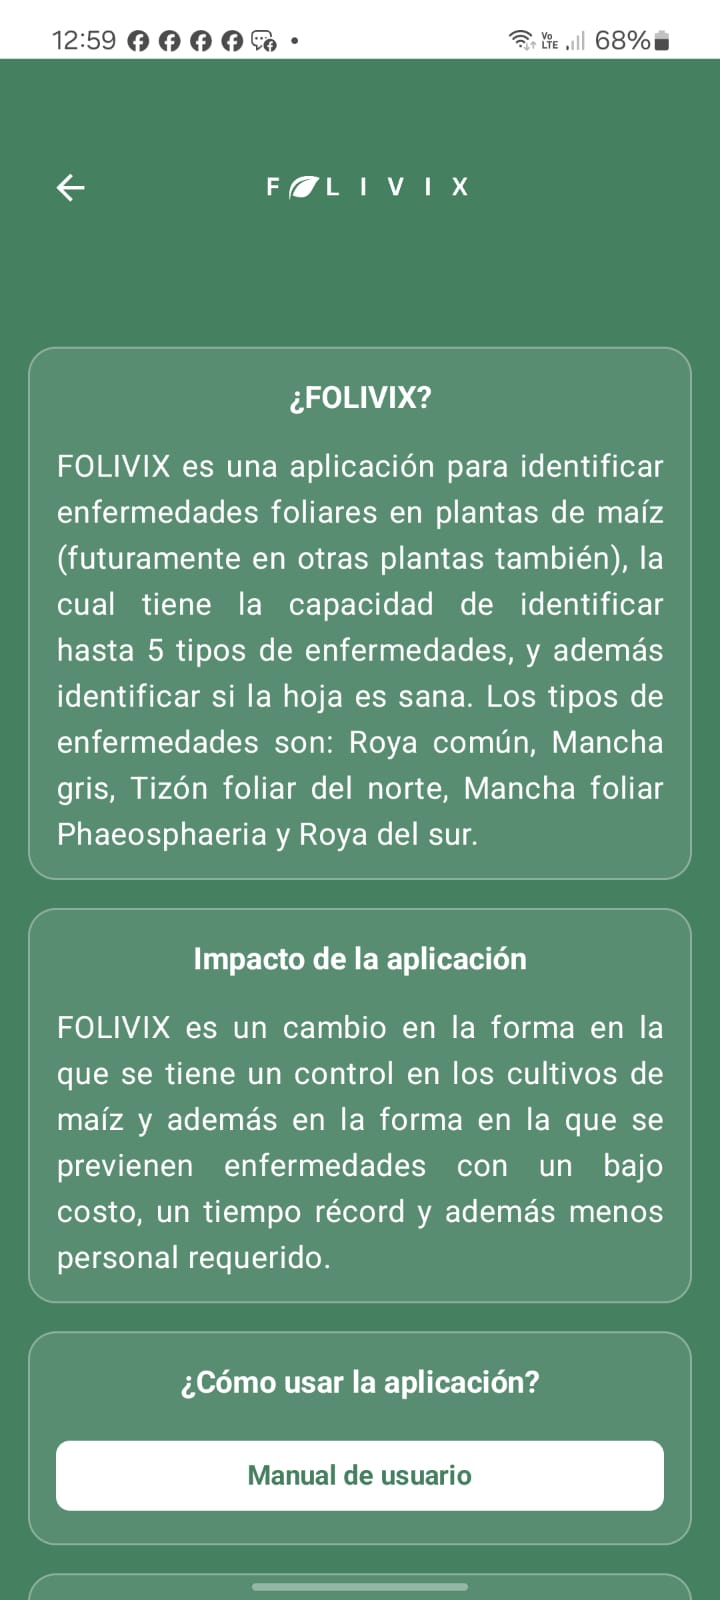 12:59
Vo
LTE
68%
F LIVIX
¿FOLIVIX?
FOLIVIX es una aplicación para identificar
enfermedades foliares en plantas de maíz
(futuramente en otras plantas también), la
cual tiene la capacidad de identificar
hasta 5 tipos de enfermedades, y además
identificar si la hoja es sana. Los tipos de
enfermedades son: Roya común, Mancha
gris, Tizón foliar del norte, Mancha foliar
Phaeosphaeria y Roya del sur.
Impacto de la aplicación
FOLIVIX es un cambio en la forma en la
que se tiene un control en los cultivos de
maíz y además en la forma en la que se
previenen enfermedades con un bajo
costo, un tiempo récord y además menos
personal requerido.
¿Cómo usar la aplicación?
Manual de usuario